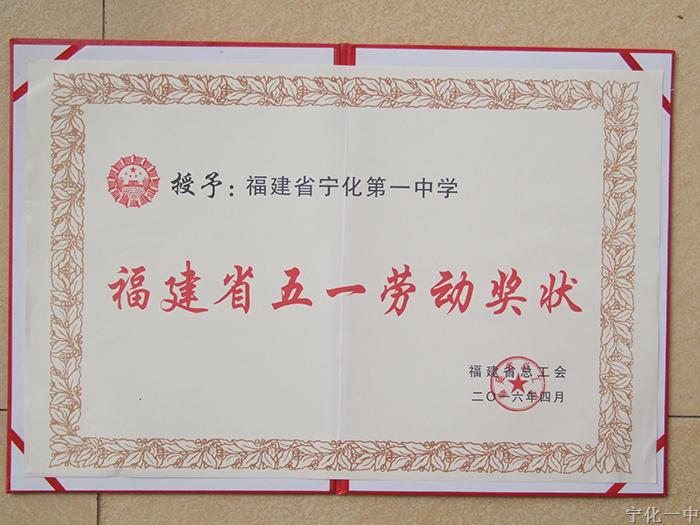 授予：福建省宁化第一中学
福建省五一劳动奖状
福建省总工会
二〇一六年四月
宁化一中